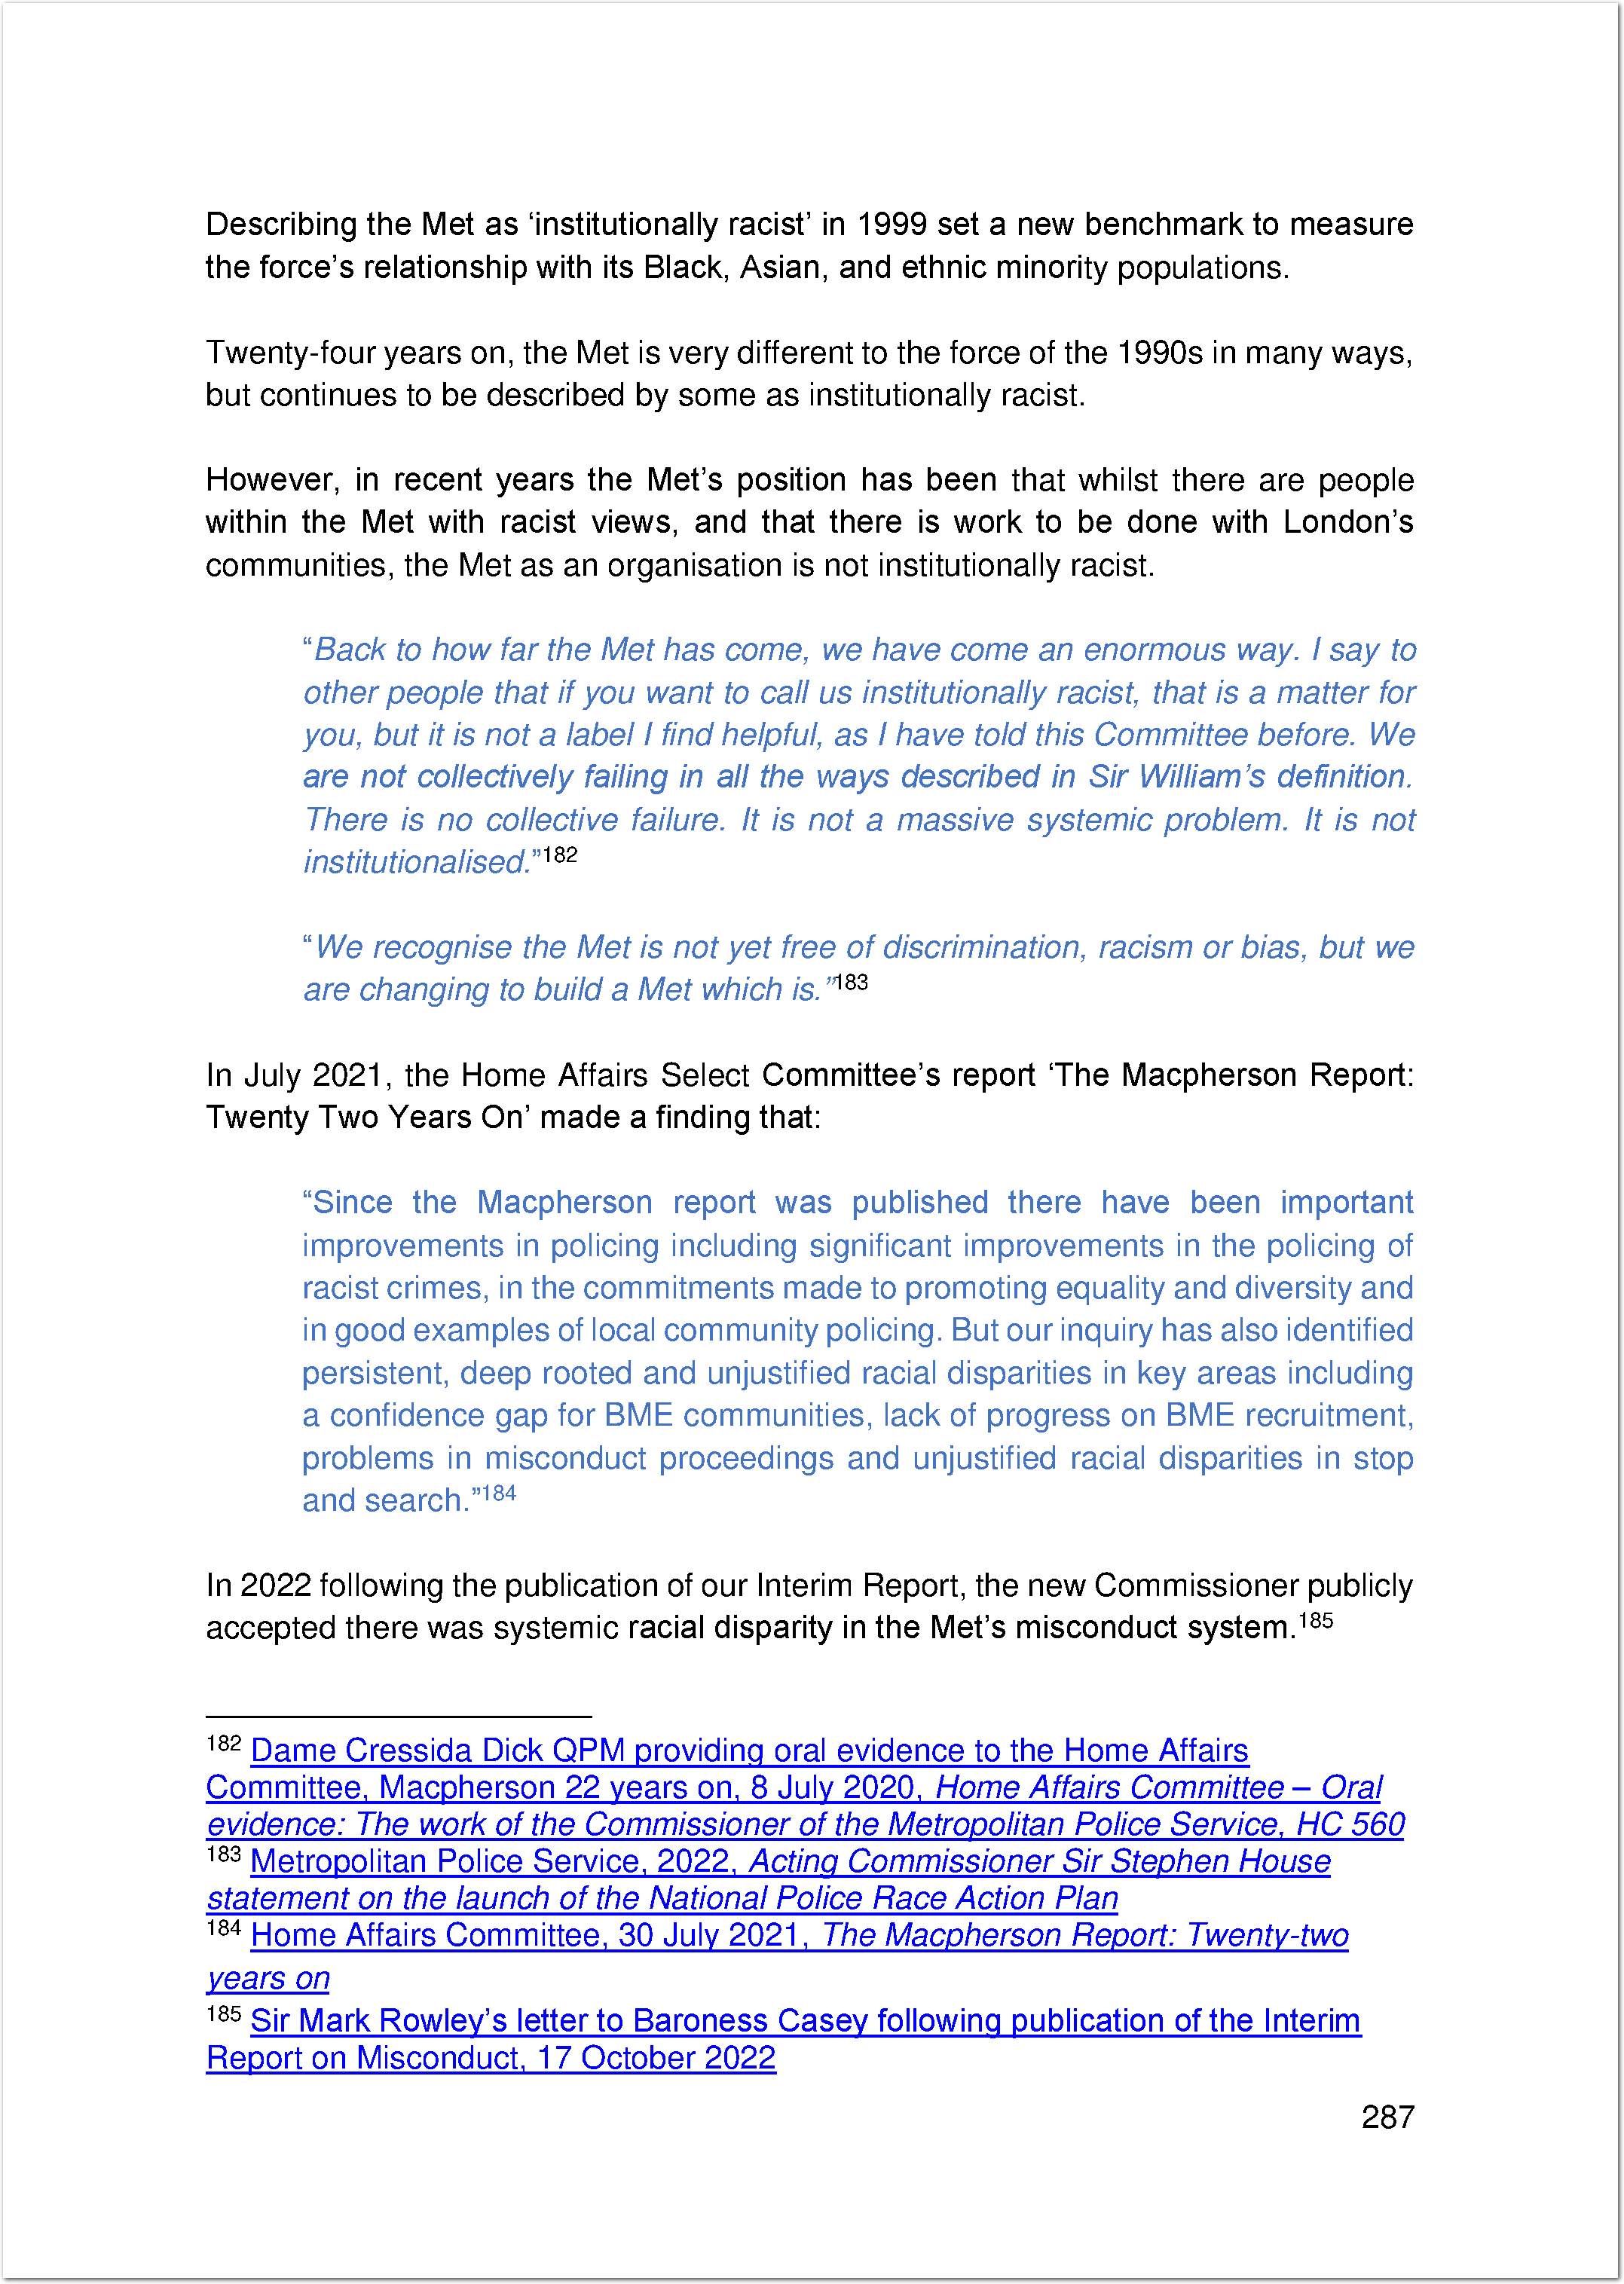 Describing the Met as ‘institutionally racist’ in 1999 set a new benchmark to measure
the force’s relationship with its Black, Asian, and ethnic minority populations.
Twenty-four years on, the Met is very different to the force of the 1990s in many ways,
but continues to be described by some as institutionally racist.
However, in recent years the Met’s position has been that whilst there are people
within the Met with racist views, and that there is work to be done with London’s
communities, the Met as an organisation is not institutionally racist.
“Back to how far the Met has come, we have come an enormous way. I say to
other people that if you want to call us institutionally racist, that is a matter for
you, but it is not a label I find helpful, as I have told this Committee before. We
are not collectively failing in all the ways described in Sir William’s definition.
There is no collective failure. It is not a massive systemic problem. It is not
institutionalised.”182
“We recognise the Met is not yet free of discrimination, racism or bias, but we
are changing to build a Met which is.”183
In July 2021, the Home Affairs Select Committee’s report ‘The Macpherson Report:
Twenty Two Years On’ made a finding that:
“Since the Macpherson report was published there have been important
improvements in policing including significant improvements in the policing of
racist crimes, in the commitments made to promoting equality and diversity and
in good examples of local community policing. But our inquiry has also identified
persistent, deep rooted and unjustified racial disparities in key areas including
a confidence gap for BME communities, lack of progress on BME recruitment,
problems in misconduct proceedings and unjustified racial disparities in stop
and search.”184
In 2022 following the publication of our Interim Report, the new Commissioner publicly
accepted there was systemic racial disparity in the Met’s misconduct system.185
182 Dame Cressida Dick QPM providing oral evidence to the Home Affairs
Committee, Macpherson 22 years on, 8 July 2020, Home Affairs Committee – Oral
evidence: The work of the Commissioner of the Metropolitan Police Service, HC 560
183 Metropolitan Police Service, 2022, Acting Commissioner Sir Stephen House
statement on the launch of the National Police Race Action Plan
184 Home Affairs Committee, 30 July 2021, The Macpherson Report: Twenty-two
years on
185 Sir Mark Rowley’s letter to Baroness Casey following publication of the Interim
Report on Misconduct, 17 October 2022
287